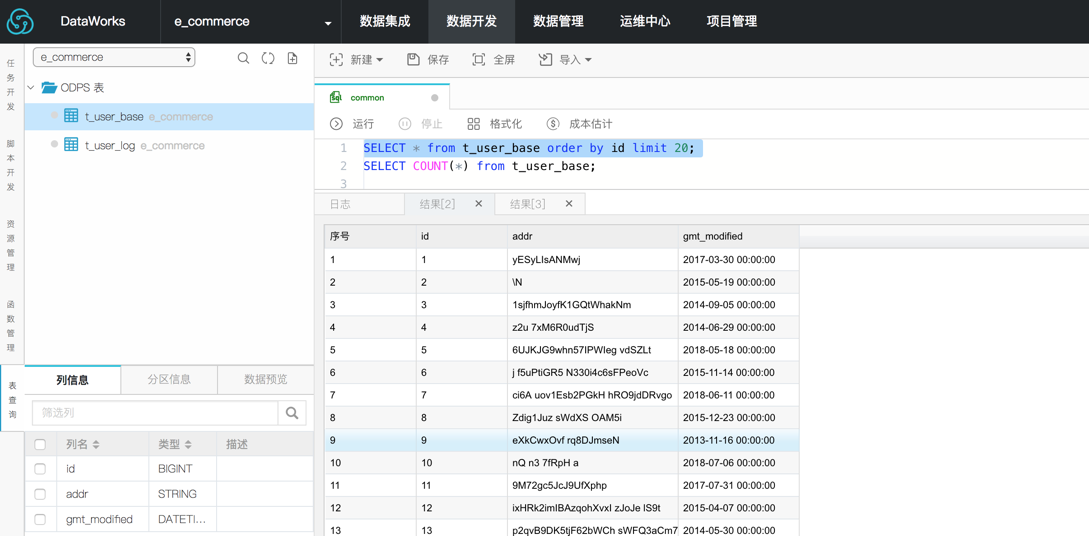 DataWorks e_commerce 数据集成 数据开发 数据管理 运维中心 项目管理
e_commerce
新建 保存 全屏 导入
任务开发
脚本开发
资源管理
函数管理
表查询
ODPS 表
t_user_base e_commerce
t_user_log e_commerce
common
运行 停止 格式化 成本估计
1 SELECT * from t_user_base order by id limit 20;
2 SELECT COUNT(*) from t_user_base;
3
日志 结果[2] × 结果[3] ×
序号 id addr gmt_modified
1 1 yESyLIsANMwj 2017-03-30 00:00:00
2 2 \N 2015-05-19 00:00:00
3 3 1sjfhmJoyfK1GQtWhakNm 2014-09-05 00:00:00
4 4 z2u 7xM6R0udTjS 2014-06-29 00:00:00
5 5 6UJKJG9whn57IPWIeg vdSZLt 2018-05-18 00:00:00
6 6 j f5uPtiGR5 N330i4c6sFPeoVc 2015-11-14 00:00:00
7 7 ci6A uov1Esb2PGkH hRO9jdDRvgo 2018-06-11 00:00:00
8 8 Zdig1Juz sWdXS OAM5i 2015-12-23 00:00:00
9 9 eXkCwxOvf rq8DJmseN 2013-11-16 00:00:00
10 10 nQ n3 7fRpH a 2018-07-06 00:00:00
11 11 9M72gc5JcJ9UfXphp 2017-07-31 00:00:00
12 12 ixHRk2imIBAzqohXvxI zJoJe IS9t 2015-04-07 00:00:00
13 13 p2qvB9DK5tjF62bWCh sWFQ3aCm7 2014-05-30 00:00:00
列信息 分区信息 数据预览
筛选列
列名 类型 描述
id BIGINT
addr STRING
gmt_modified DATETI...